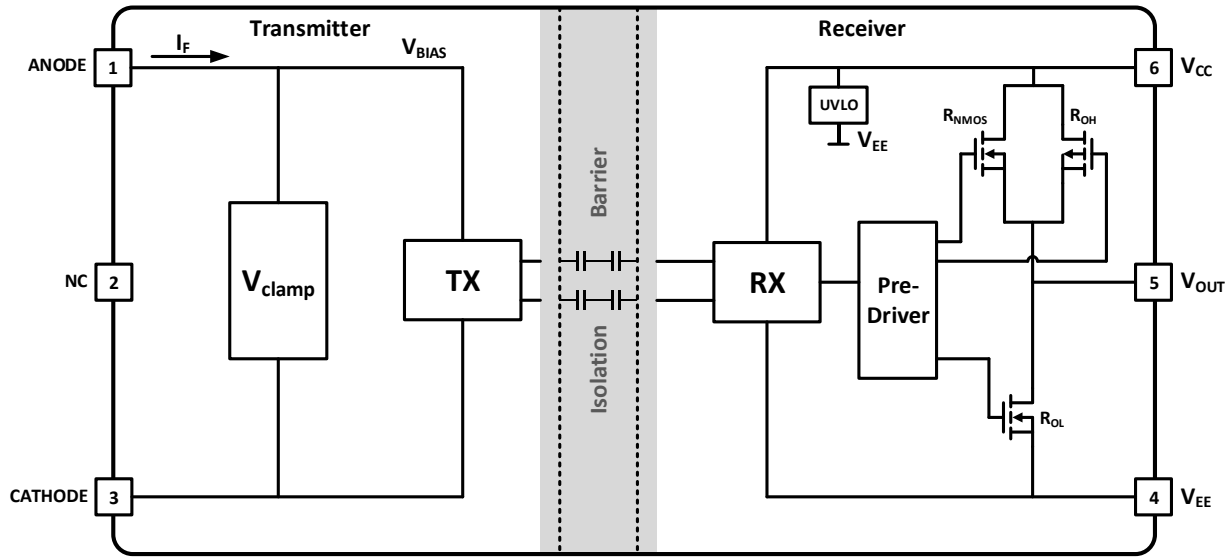 Transmitter
Receiver
IF
VBIAS
ANODE
1
6
VCC
UVLO
VEE
RNMOS
ROH
Barrier
Isolation
NC
2
Vclamp
TX
RX
Pre-
Driver
5
VOUT
ROL
CATHODE
3
4
VEE